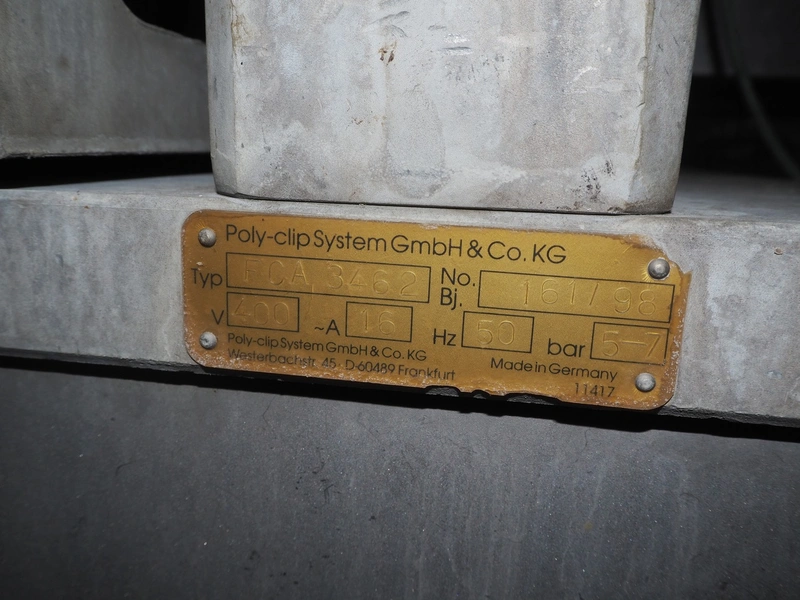 Poly-clip System GmbH & Co. KG
Typ FCA 3462 No. Bj. 161/98
V 400 ~A 16 Hz 50 bar 5-7
Poly-clip System GmbH & Co. KG
Westerbachstr. 45, D-60489 Frankfurt
Made in Germany
11417